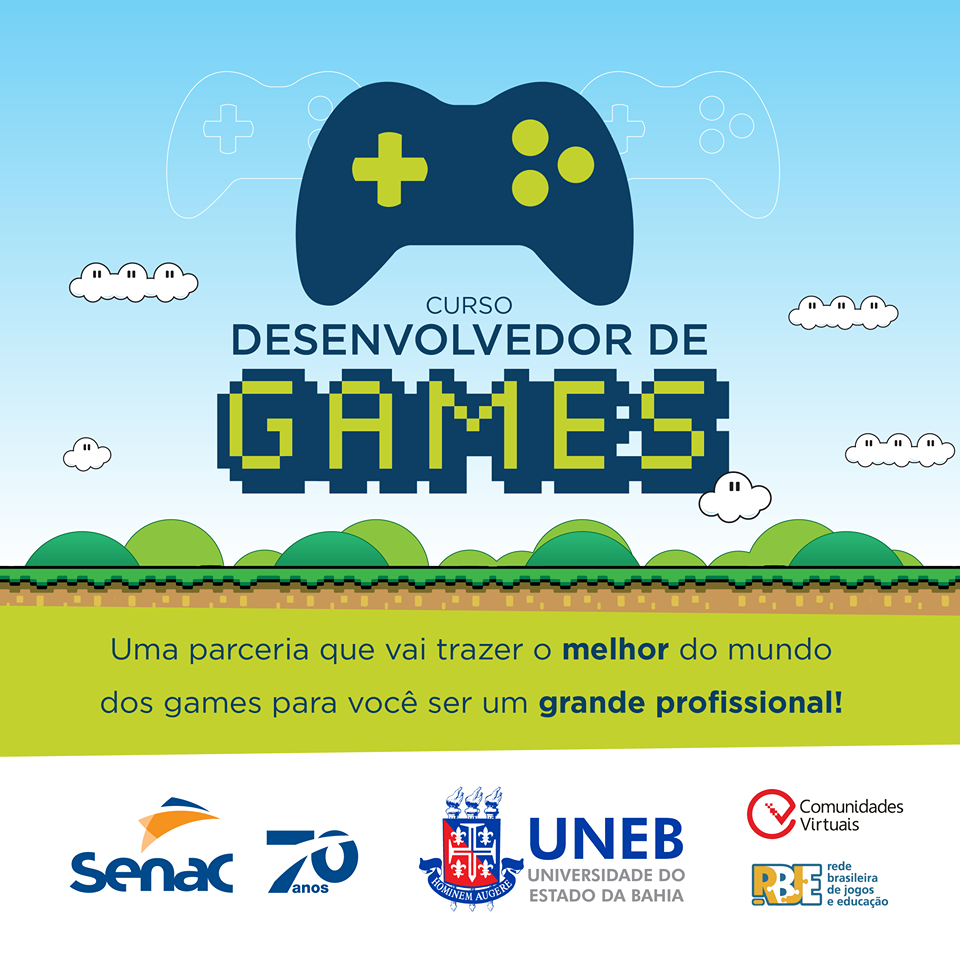 CURSO
DESENVOLVEDOR DE
GAMES
Uma parceria que vai trazer o melhor do mundo
dos games para você ser um grande profissional!
senac
70
anos
HOMINEM AUGERE
UNEB
UNIVERSIDADE DO
ESTADO DA BAHIA
Comunidades
Virtuais
RBJE
rede
brasileira
de jogos
e educação